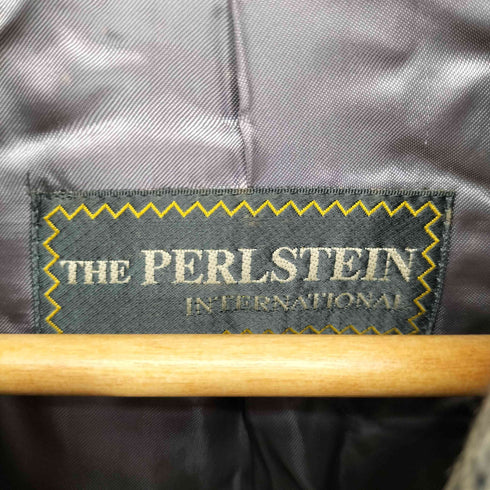 THE PERLSTEIN
INTERNATIONAL